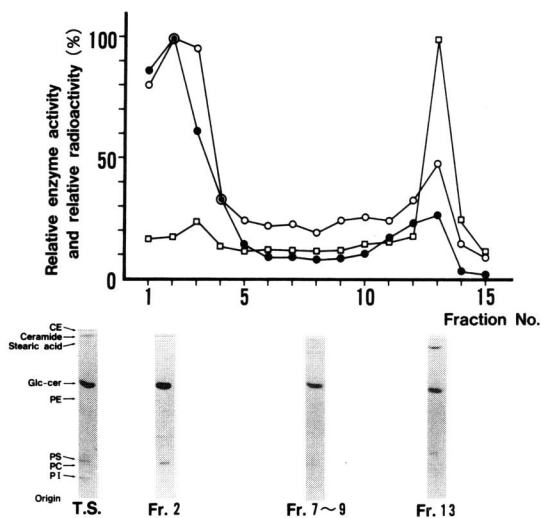 Relative enzyme activity
and relative radioactivity (%)
100
50
0
1
5
10
15
Fraction No.
CE
Ceramide
Stearic acid
Glc-cer
PE
PS
PC
PI
Origin
T.S.
Fr. 2
Fr. 7~9
Fr. 13